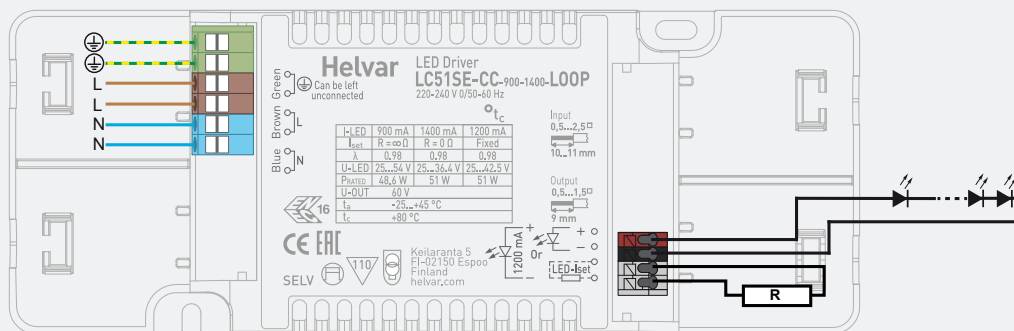 L
L
N
N
Green
Brown
Blue
Can be left
unconnected
L
N
Helvar LED Driver
LC51SE-CC-900-1400-LOOP
220-240 V 0/50-60 Hz
tc
I-LED 900 mA 1400 mA 1200 mA
Iset R = ∞ Ω R = 0 Ω Fixed
λ 0.98 0.98 0.98
U-LED 25...54 V 25...36.4 V 25...42.5 V
PRATED 48,6 W 51 W 51 W
U-OUT 60 V
ta -25...+45 °C
tc +80 °C
Input
0,5...2,5
10...11 mm
Output
0,5...1,5
9 mm
16
CE EAC
SELV
110
Keilaranta 5
FI-02150 Espoo
Finland
helvar.com
1200 mA
+
-
Or
+
-
LED-Iset
R